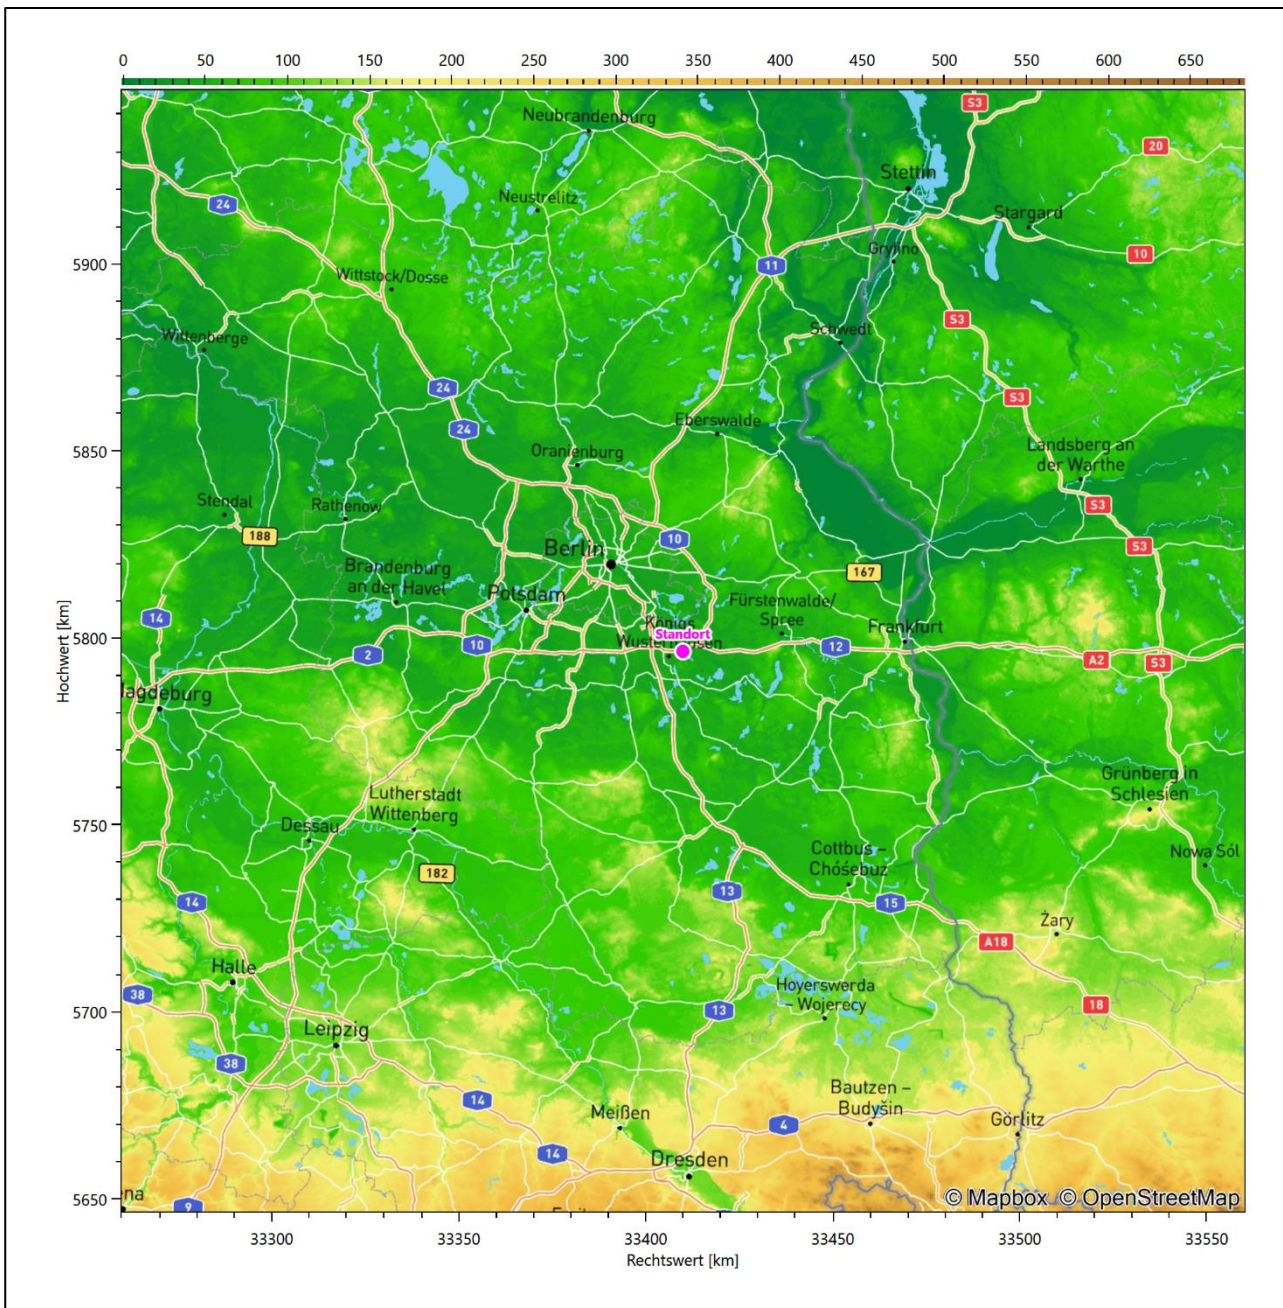 0 50 100 150 200 250 300 350 400 450 500 550 600 650
S3
Neubrandenburg
20
Stettin
Neustrelitz
24
Stargard
Gryfino
10
5900
11
Wittstock/Dosse
S3
Schwedt
Wittenberge
24
S3
Eberswalde
24
5850
Oranienburg
Landsberg an
der Warthe
Stendal
Rathenow
S3
188
10
S3
Berlin
Brandenburg
an der Havel
167
Potsdam
Fürstenwalde/
Spree
14
Königs
Frankfurt
5800
Standort
Wusterhausen
10
12
2
A2
S3
Hochwert [km]
Magdeburg
Grünberg in
Schlesien
Lutherstadt
Wittenberg
5750
Dessau
Cottbus –
Chóśebuz
Nowa Sól
182
13
14
15
Żary
A18
Halle
38
Hoyerswerda
– Wojerecy
18
5700
13
Leipzig
38
Bautzen –
Budyšin
14
Meißen
4
Görlitz
14
Dresden
5650
ena
9
© Mapbox © OpenStreetMap
33300 33350 33400 33450 33500 33550
Rechtswert [km]